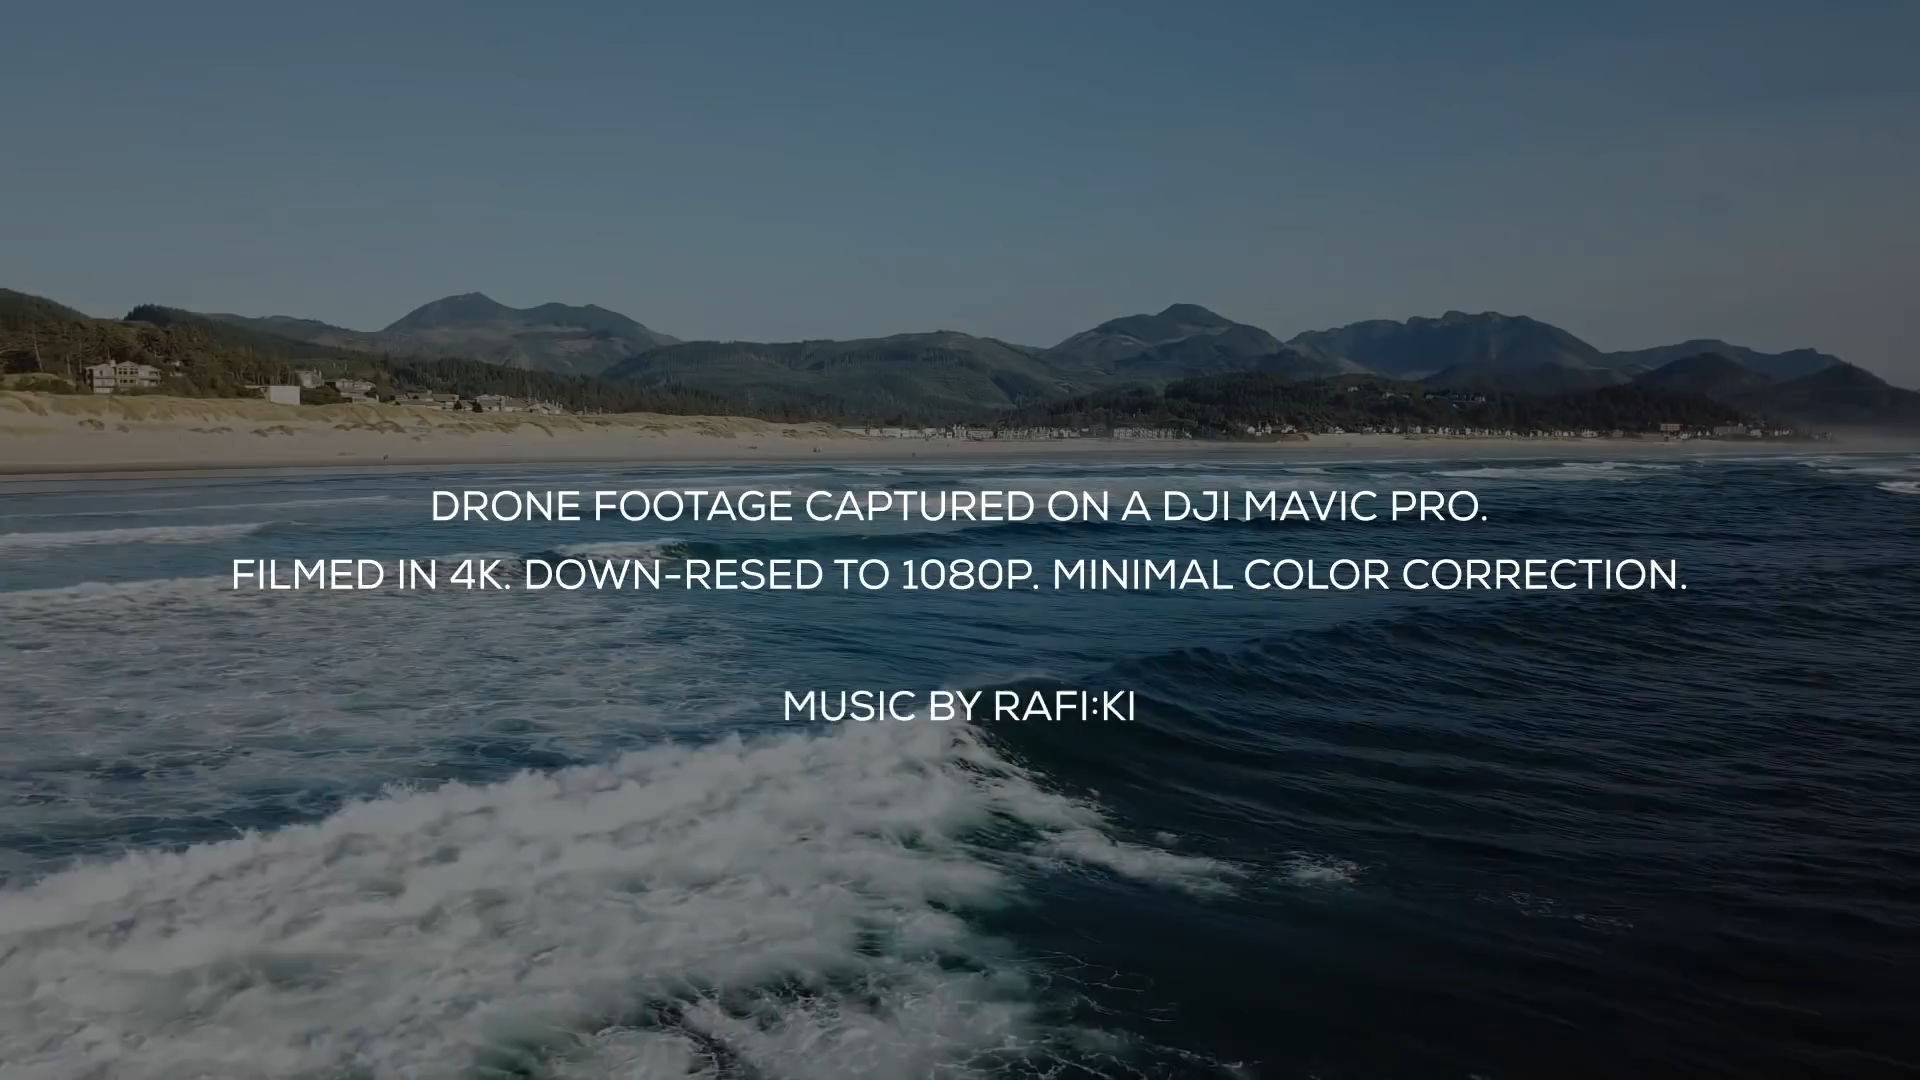 DRONE FOOTAGE CAPTURED ON A DJI MAVIC PRO.
FILMED IN 4K. DOWN-RESED TO 1080P. MINIMAL COLOR CORRECTION.
MUSIC BY RAFI:KI